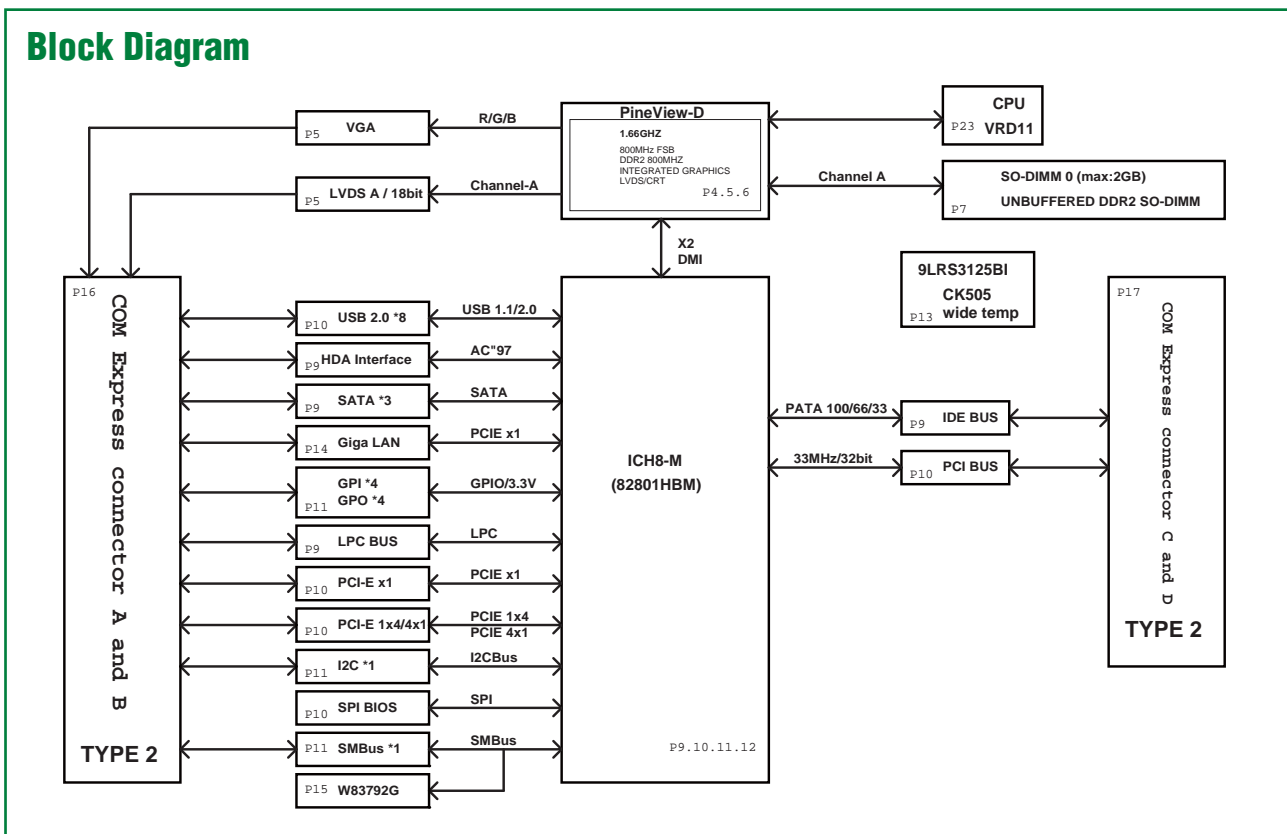 Block Diagram
P5 VGA
R/G/B
PineView-D
1.66GHZ
800MHz FSB
DDR2 800MHZ
INTEGRATED GRAPHICS
LVDS/CRT
P4.5.6
CPU
P23 VRD11
P5 LVDS A / 18bit
Channel-A
Channel A
SO-DIMM 0 (max:2GB)
UNBUFFERED DDR2 SO-DIMM
P7
X2
DMI
9LRS3125BI
CK505
P13 wide temp
P16
COM Express connector A and B
TYPE 2
P10 USB 2.0 *8
USB 1.1/2.0
P9 HDA Interface
AC"97
P9 SATA *3
SATA
P14 Giga LAN
PCIE x1
GPI *4
GPO *4
P11
GPIO/3.3V
P9 LPC BUS
LPC
P10 PCI-E x1
PCIE x1
P10 PCI-E 1x4/4x1
PCIE 1x4
PCIE 4x1
P11 I2C *1
I2CBus
P10 SPI BIOS
SPI
P11 SMBus *1
SMBus
P15 W83792G
ICH8-M
(82801HBM)
P9.10.11.12
PATA 100/66/33
P9 IDE BUS
33MHz/32bit
P10 PCI BUS
P17
COM Express connector C and D
TYPE 2